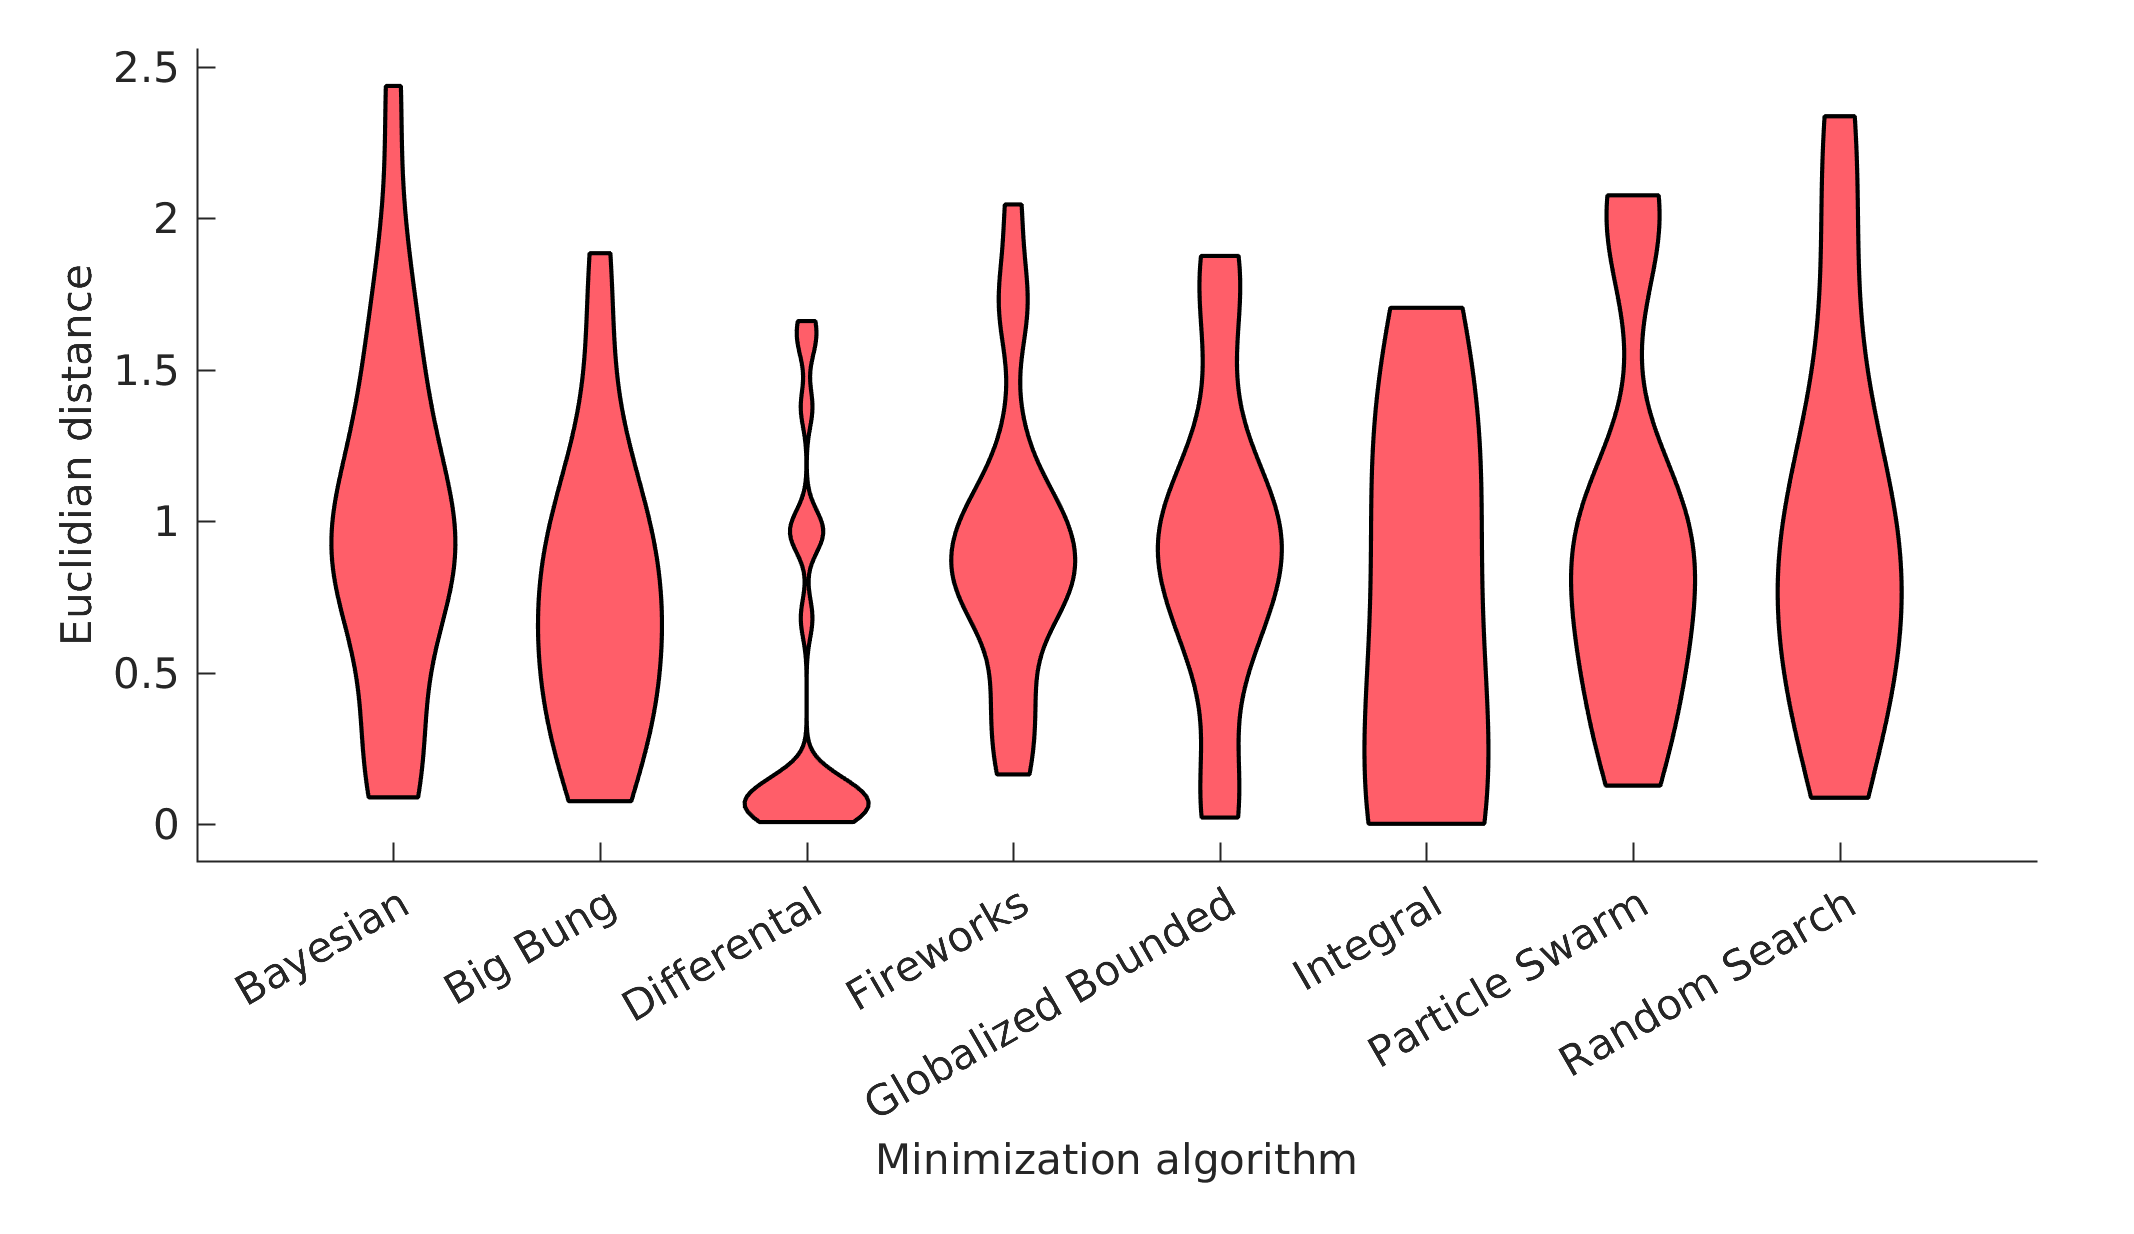 Euclidian distance
2.5
2
1.5
1
0.5
0
Bayesian
Big Bung
Differental
Fireworks
Globalized Bounded
Integral
Particle Swarm
Random Search
Minimization algorithm